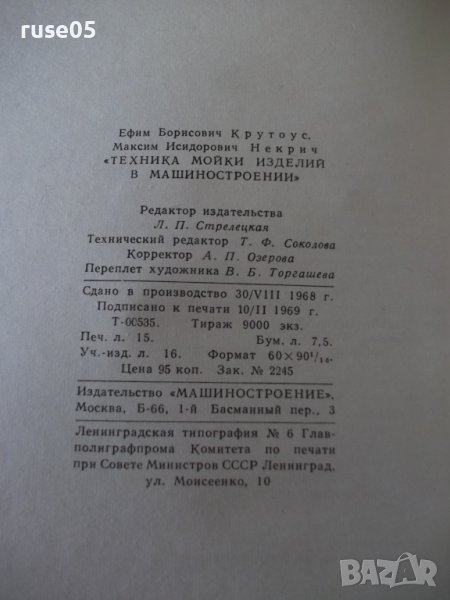 ruse05
Ефим Борисович Крутоус,
Максим Исидорович Некрич
«ТЕХНИКА МОЙКИ ИЗДЕЛИЙ
В МАШИНОСТРОЕНИИ»
Редактор издательства
Л. П. Стрелецкая
Технический редактор Т. Ф. Соколова
Корректор А. П. Озерова
Переплет художника В. Б. Торгашева
Сдано в производство 30/VIII 1968 г.
Подписано к печати 10/II 1969 г.
Т-00535. Тираж 9000 экз.
Печ. л. 15. Бум. л. 7,5.
Уч.-изд. л. 16. Формат 60×90¹/₁₆.
Цена 95 коп. Зак. № 2245
Издательство «МАШИНОСТРОЕНИЕ»,
Москва, Б-66, 1-й Басманный пер., 3
Ленинградская типография № 6 Глав-
полиграфпрома Комитета по печати
при Совете Министров СССР Ленинград,
ул. Моисеенко, 10
BAZAR